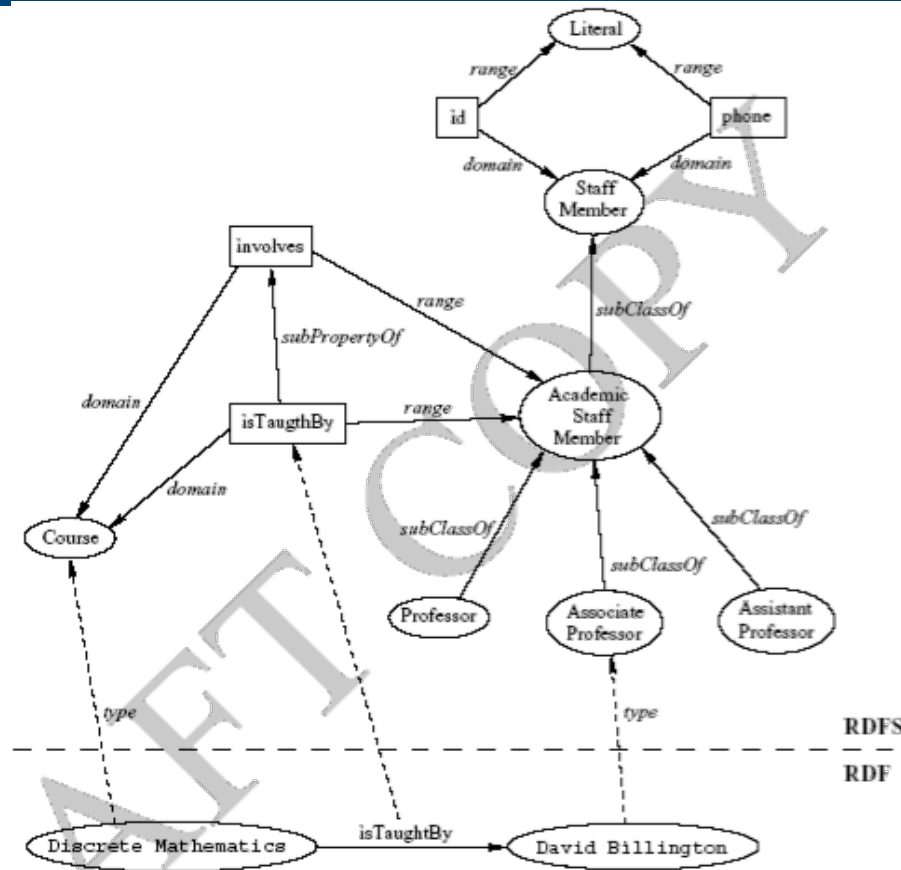 Literal
range
range
id
phone
domain
domain
Staff
Member
involves
range
subClassOf
subPropertyOf
domain
Academic
Staff
Member
isTaugthBy
range
domain
Course
subClassOf
subClassOf
subClassOf
Professor
Associate
Professor
Assistant
Professor
type
type
RDFS
RDF
Discrete Mathematics
isTaughtBy
David Billington
AFT COPY